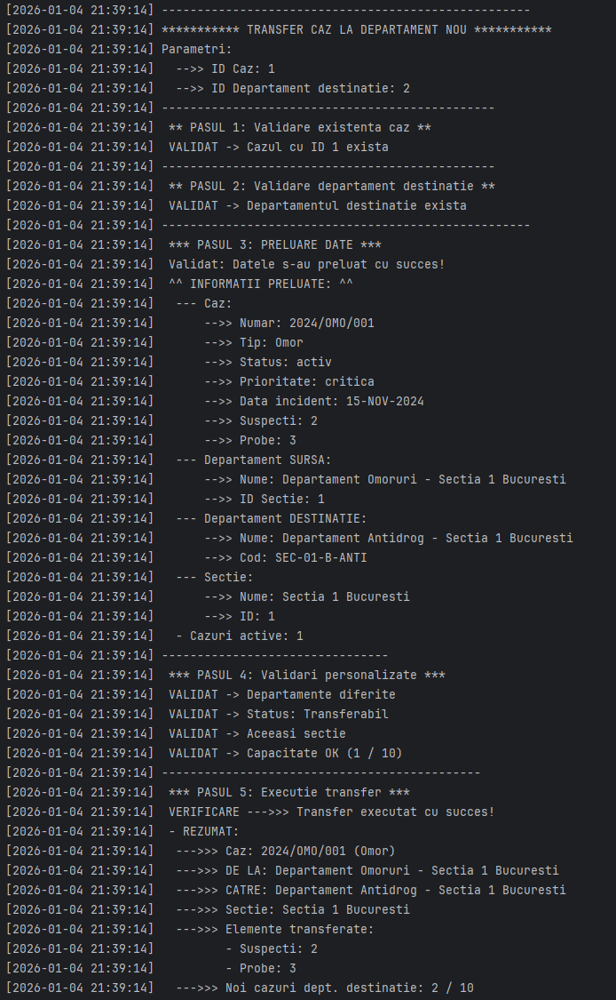 [2026-01-04 21:39:14] ----------------------------------------------------
[2026-01-04 21:39:14] *********** TRANSFER CAZ LA DEPARTAMENT NOU ***********
[2026-01-04 21:39:14] Parametri:
[2026-01-04 21:39:14]   -->> ID Caz: 1
[2026-01-04 21:39:14]   -->> ID Departament destinatie: 2
[2026-01-04 21:39:14] -----------------------------------------------
[2026-01-04 21:39:14]  ** PASUL 1: Validare existenta caz **
[2026-01-04 21:39:14]  VALIDAT -> Cazul cu ID 1 exista
[2026-01-04 21:39:14] -----------------------------------------------
[2026-01-04 21:39:14]  ** PASUL 2: Validare departament destinatie **
[2026-01-04 21:39:14]  VALIDAT -> Departamentul destinatie exista
[2026-01-04 21:39:14] ----------------------------------------------------
[2026-01-04 21:39:14]  *** PASUL 3: PRELUARE DATE ***
[2026-01-04 21:39:14]  Validat: Datele s-au preluat cu succes!
[2026-01-04 21:39:14]  ^^ INFORMATII PRELUATE: ^^
[2026-01-04 21:39:14]   --- Caz:
[2026-01-04 21:39:14]       -->> Numar: 2024/OMO/001
[2026-01-04 21:39:14]       -->> Tip: Omor
[2026-01-04 21:39:14]       -->> Status: activ
[2026-01-04 21:39:14]       -->> Prioritate: critica
[2026-01-04 21:39:14]       -->> Data incident: 15-NOV-2024
[2026-01-04 21:39:14]       -->> Suspecti: 2
[2026-01-04 21:39:14]       -->> Probe: 3
[2026-01-04 21:39:14]   --- Departament SURSA:
[2026-01-04 21:39:14]       -->> Nume: Departament Omoruri - Sectia 1 Bucuresti
[2026-01-04 21:39:14]       -->> ID Sectie: 1
[2026-01-04 21:39:14]   --- Departament DESTINATIE:
[2026-01-04 21:39:14]       -->> Nume: Departament Antidrog - Sectia 1 Bucuresti
[2026-01-04 21:39:14]       -->> Cod: SEC-01-B-ANTI
[2026-01-04 21:39:14]   --- Sectie:
[2026-01-04 21:39:14]       -->> Nume: Sectia 1 Bucuresti
[2026-01-04 21:39:14]       -->> ID: 1
[2026-01-04 21:39:14]   - Cazuri active: 1
[2026-01-04 21:39:14] --------------------------------
[2026-01-04 21:39:14]  *** PASUL 4: Validari personalizate ***
[2026-01-04 21:39:14]  VALIDAT -> Departamente diferite
[2026-01-04 21:39:14]  VALIDAT -> Status: Transferabil
[2026-01-04 21:39:14]  VALIDAT -> Aceeasi sectie
[2026-01-04 21:39:14]  VALIDAT -> Capacitate OK (1 / 10)
[2026-01-04 21:39:14] ---------------------------------------------
[2026-01-04 21:39:14]  *** PASUL 5: Executie transfer ***
[2026-01-04 21:39:14]  VERIFICARE --->>> Transfer executat cu succes!
[2026-01-04 21:39:14]  - REZUMAT:
[2026-01-04 21:39:14]   --->>> Caz: 2024/OMO/001 (Omor)
[2026-01-04 21:39:14]   --->>> DE LA: Departament Omoruri - Sectia 1 Bucuresti
[2026-01-04 21:39:14]   --->>> CATRE: Departament Antidrog - Sectia 1 Bucuresti
[2026-01-04 21:39:14]   --->>> Sectie: Sectia 1 Bucuresti
[2026-01-04 21:39:14]   --->>> Elemente transferate:
[2026-01-04 21:39:14]          - Suspecti: 2
[2026-01-04 21:39:14]          - Probe: 3
[2026-01-04 21:39:14]   --->>> Noi cazuri dept. destinatie: 2 / 10